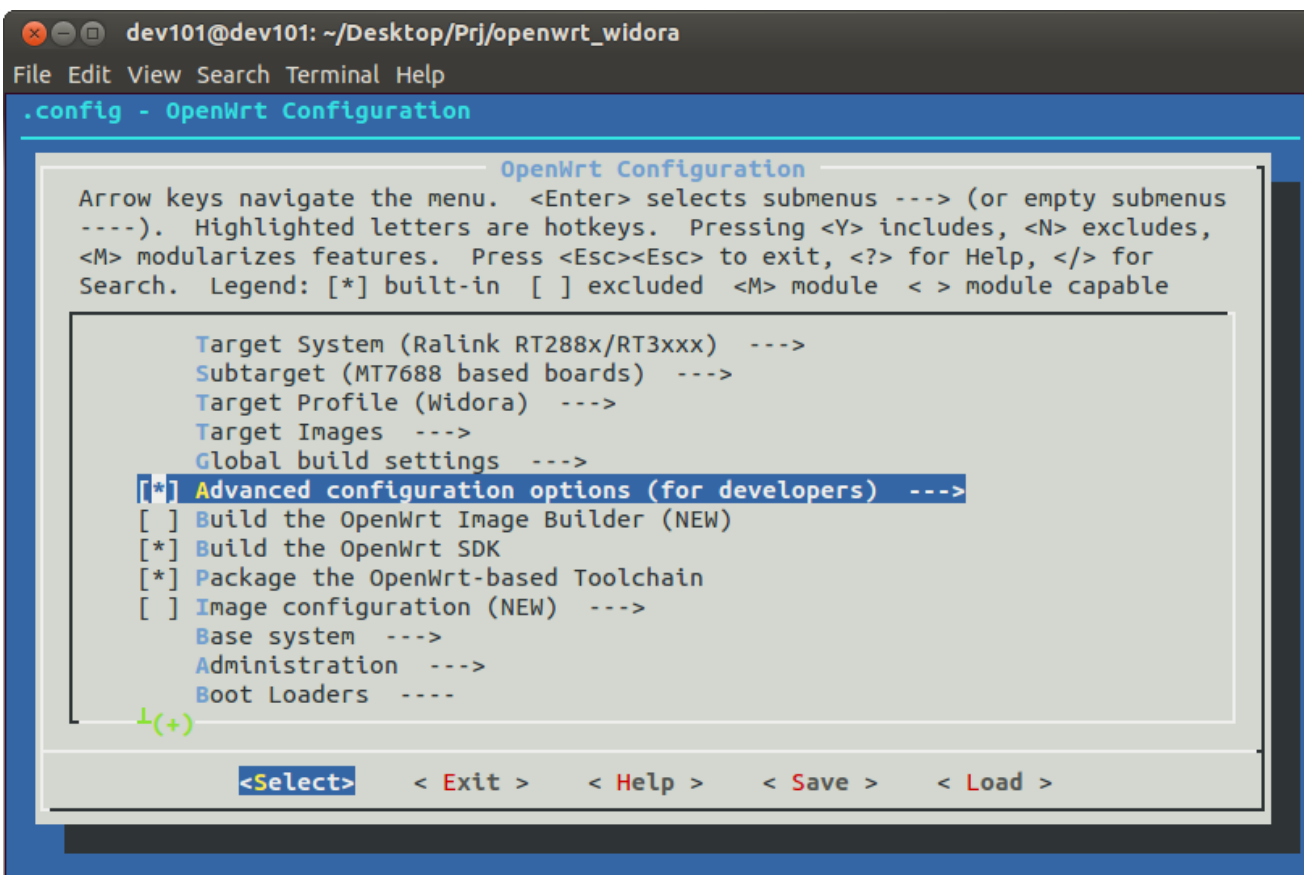 dev101@dev101: ~/Desktop/Prj/openwrt_widora
File Edit View Search Terminal Help
.config - OpenWrt Configuration
OpenWrt Configuration
Arrow keys navigate the menu.  <Enter> selects submenus ---> (or empty submenus
----).  Highlighted letters are hotkeys.  Pressing <Y> includes, <N> excludes,
<M> modularizes features.  Press <Esc><Esc> to exit, <?> for Help, </> for
Search.  Legend: [*] built-in  [ ] excluded  <M> module  < > module capable
Target System (Ralink RT288x/RT3xxx)  --->
Subtarget (MT7688 based boards)  --->
Target Profile (Widora)  --->
Target Images  --->
Global build settings  --->
[*] Advanced configuration options (for developers)  --->
[ ] Build the OpenWrt Image Builder (NEW)
[*] Build the OpenWrt SDK
[*] Package the OpenWrt-based Toolchain
[ ] Image configuration (NEW)  --->
Base system  --->
Administration  --->
Boot Loaders  ----
┴(+)
<Select>    < Exit >    < Help >    < Save >    < Load >